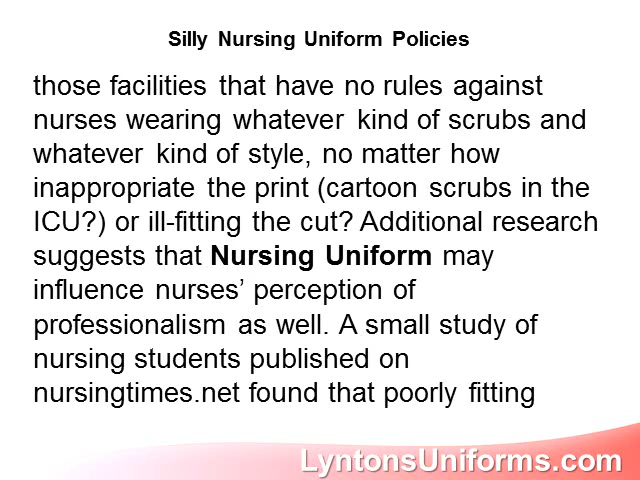 Silly Nursing Uniform Policies
those facilities that have no rules against
nurses wearing whatever kind of scrubs and
whatever kind of style, no matter how
inappropriate the print (cartoon scrubs in the
ICU?) or ill-fitting the cut? Additional research
suggests that Nursing Uniform may
influence nurses’ perception of
professionalism as well. A small study of
nursing students published on
nursingtimes.net found that poorly fitting
LyntonsUniforms.com